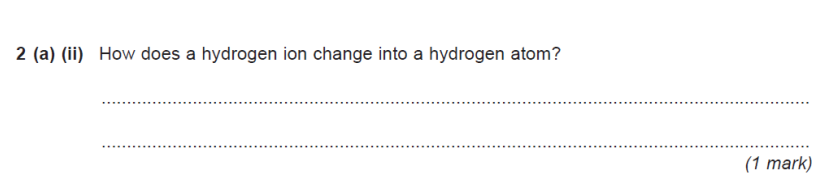 2 (a) (ii) How does a hydrogen ion change into a hydrogen atom?
(1 mark)